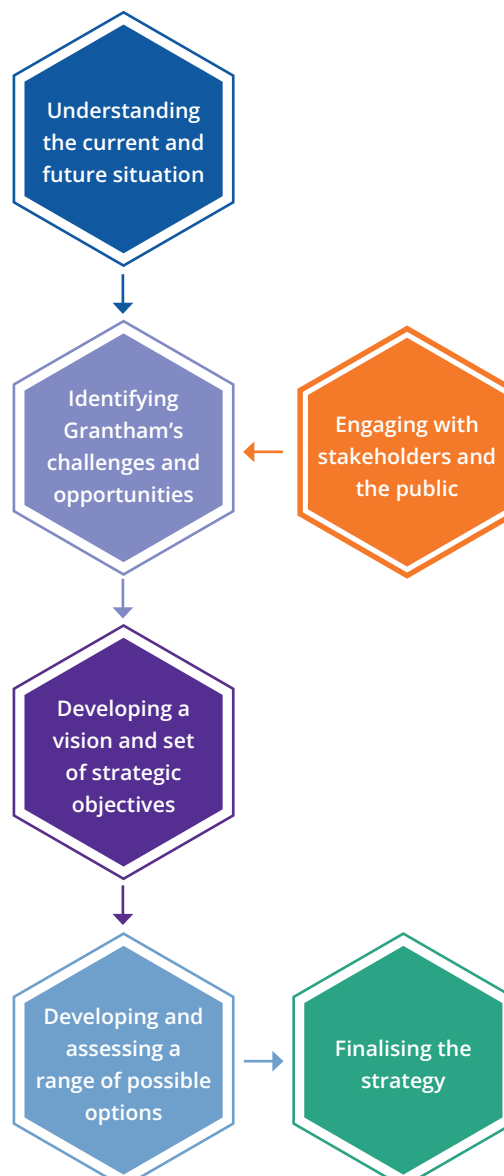 Understanding
the current and
future situation
Identifying
Grantham’s
challenges and
opportunities
Engaging with
stakeholders and
the public
Developing a
vision and set
of strategic
objectives
Developing and
assessing a
range of possible
options
Finalising the
strategy